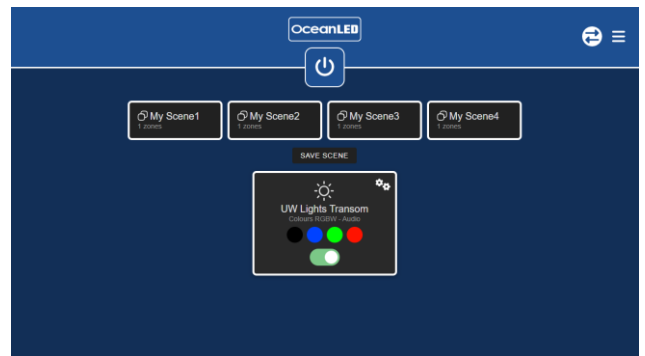 OceanLED
My Scene1
1 zones
My Scene2
1 zones
My Scene3
1 zones
My Scene4
1 zones
SAVE SCENE
UW Lights Transom
Colours RGBW - Audio